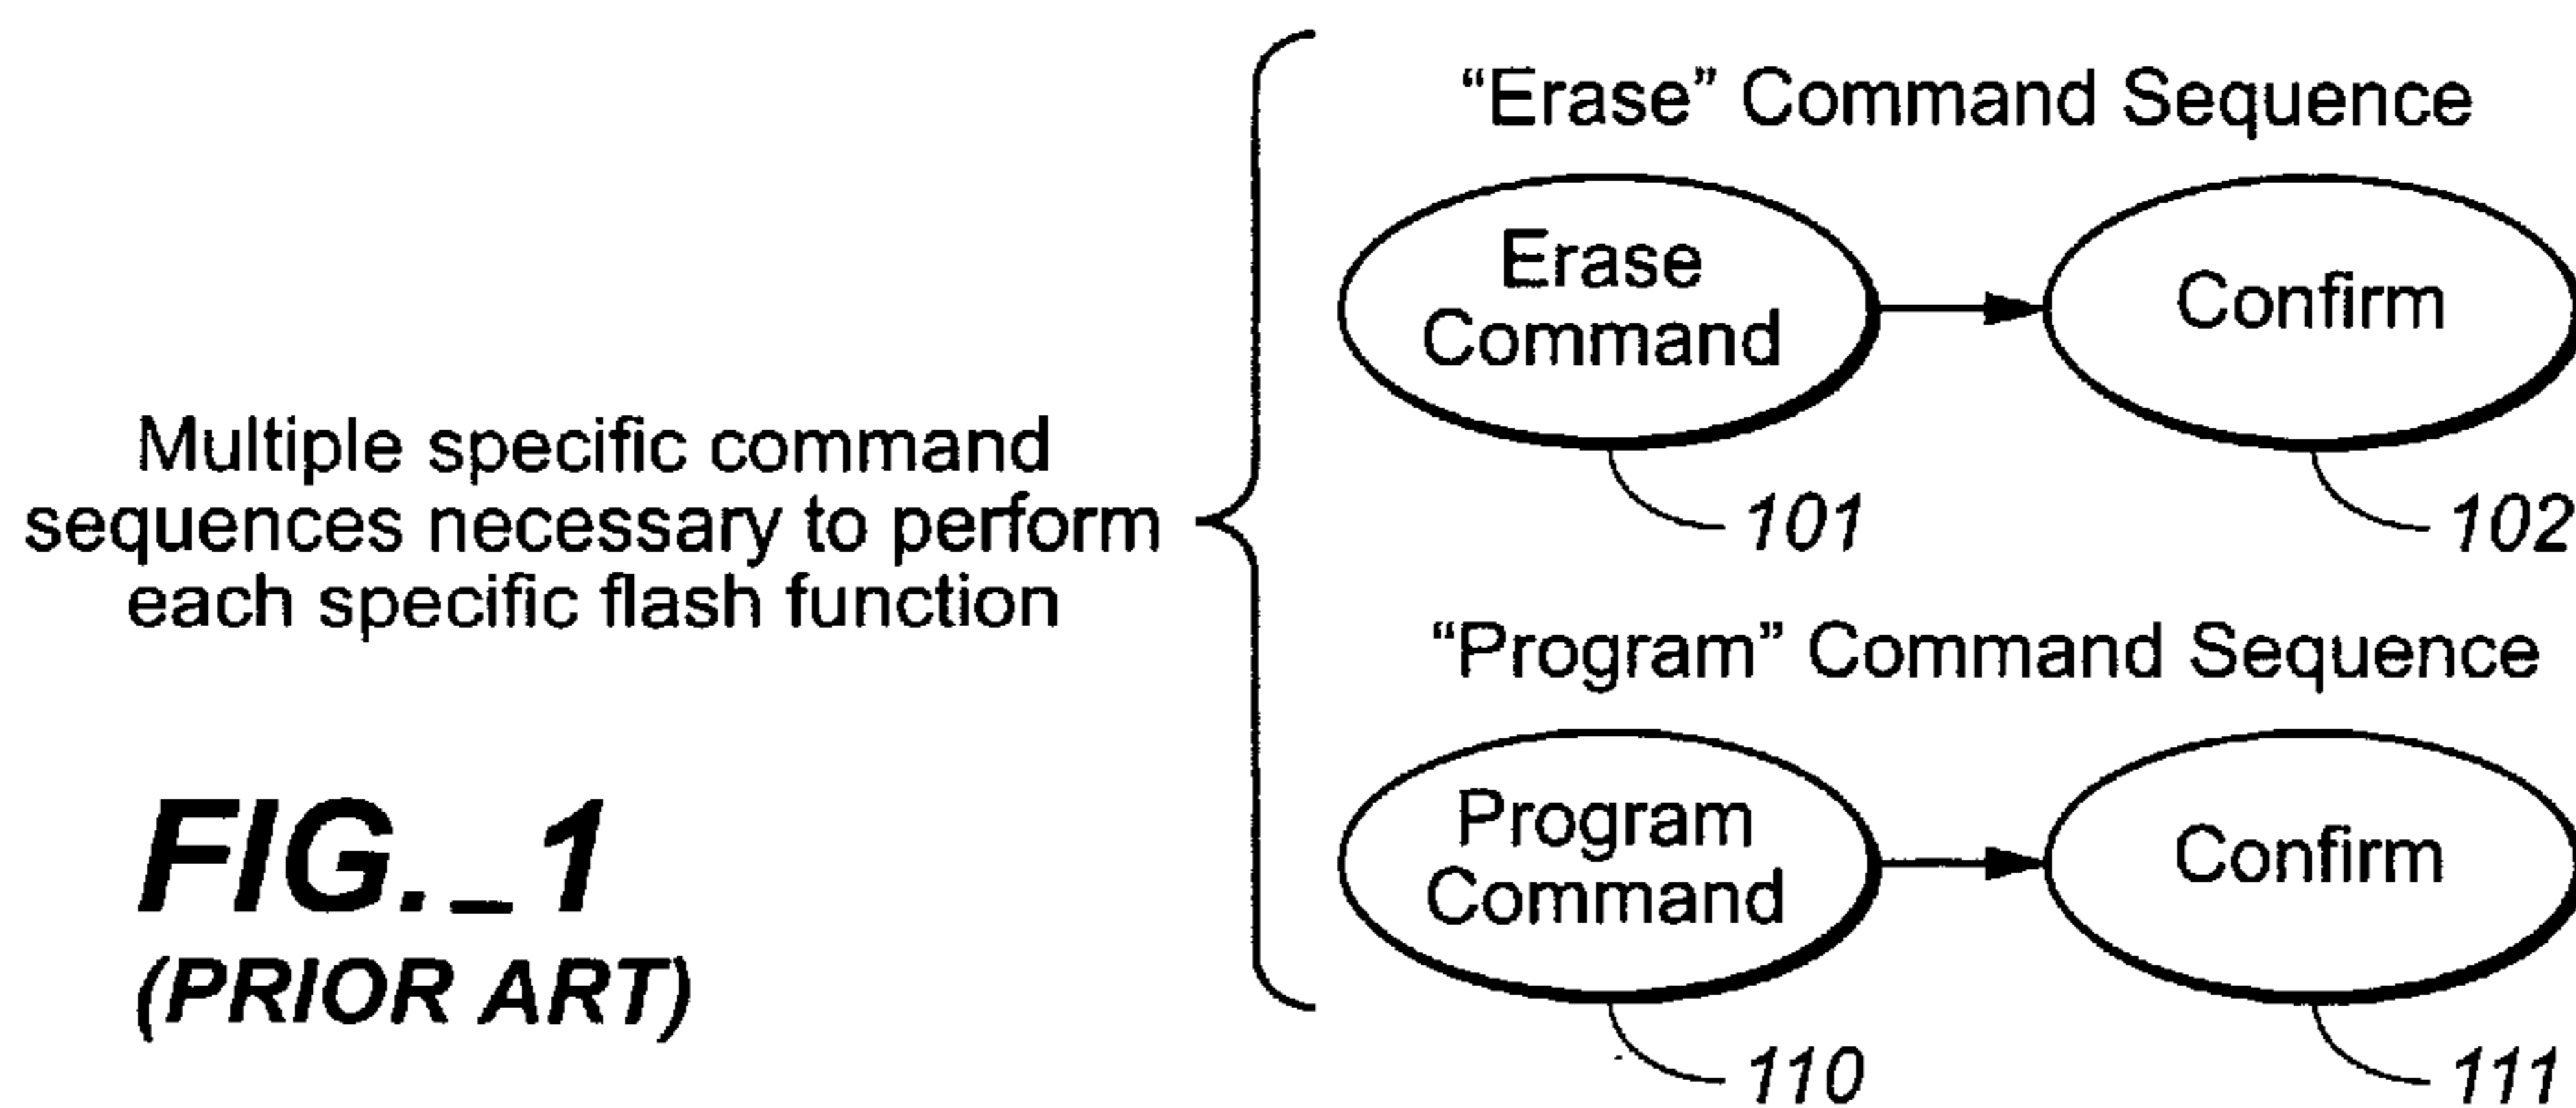 Multiple specific command
sequences necessary to perform
each specific flash function
“Erase” Command Sequence
Erase
Command
Confirm
101
102
“Program” Command Sequence
Program
Command
Confirm
110
111
FIG._1
(PRIOR ART)